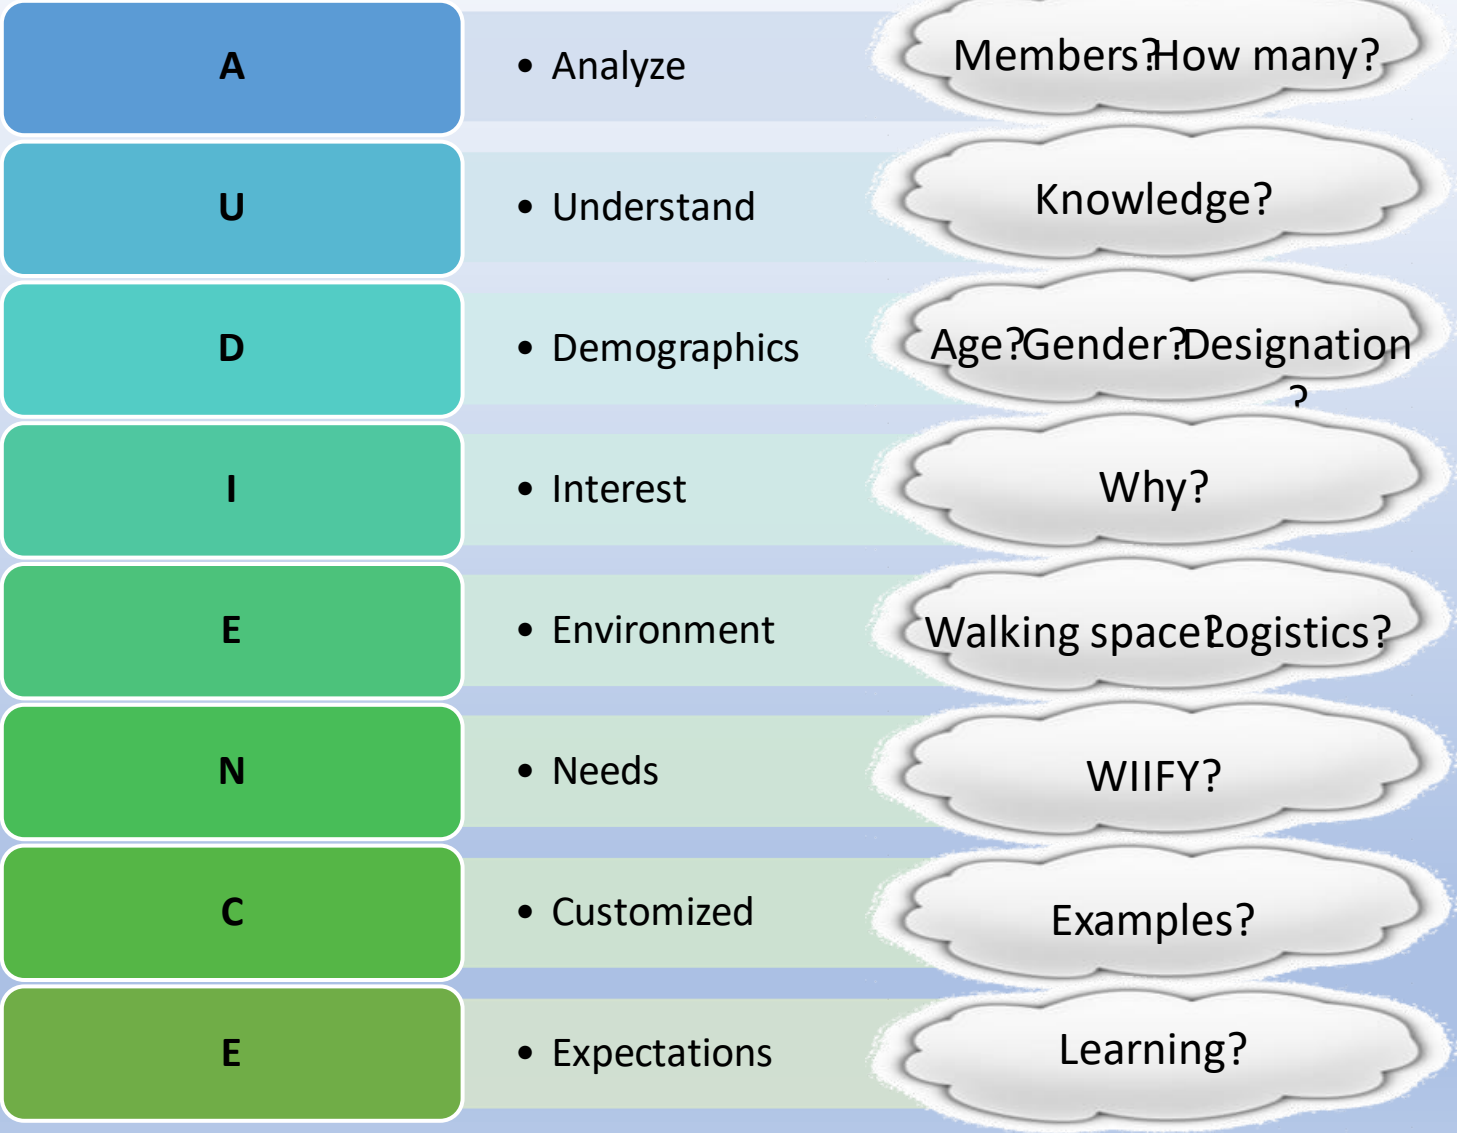 A
• Analyze
Members?How many?
U
• Understand
Knowledge?
D
• Demographics
Age?Gender?Designation
?
I
• Interest
Why?
E
• Environment
Walking space?Logistics?
N
• Needs
WIIFY?
C
• Customized
Examples?
E
• Expectations
Learning?